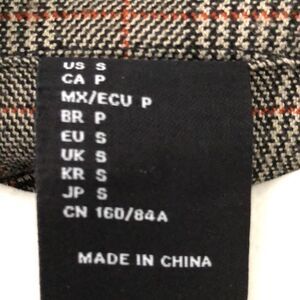 US S
CA P
MX/ECU P
BR P
EU S
UK S
KR S
JP S
CN 160/84A
MADE IN CHINA